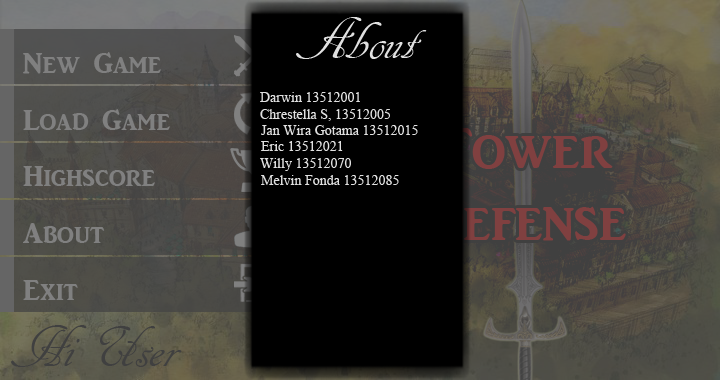 New Game
Load Game
Highscore
About
Exit
Hi User
About
Darwin 13512001
Chrestella S, 13512005
Jan Wira Gotama 13512015
Eric 13512021
Willy 13512070
Melvin Fonda 13512085
Tower
efense